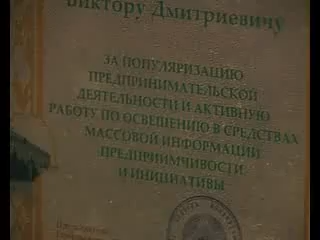 Виктору Дмитриевичу
ЗА ПОПУЛЯРИЗАЦИЮ
ПРЕДПРИНИМАТЕЛЬСКОЙ
ДЕЯТЕЛЬНОСТИ И АКТИВНУЮ
РАБОТУ ПО ОСВЕЩЕНИЮ В СРЕДСТВАХ
МАССОВОЙ ИНФОРМАЦИИ
ПРЕДПРИИМЧИВОСТИ
И ИНИЦИАТИВЫ